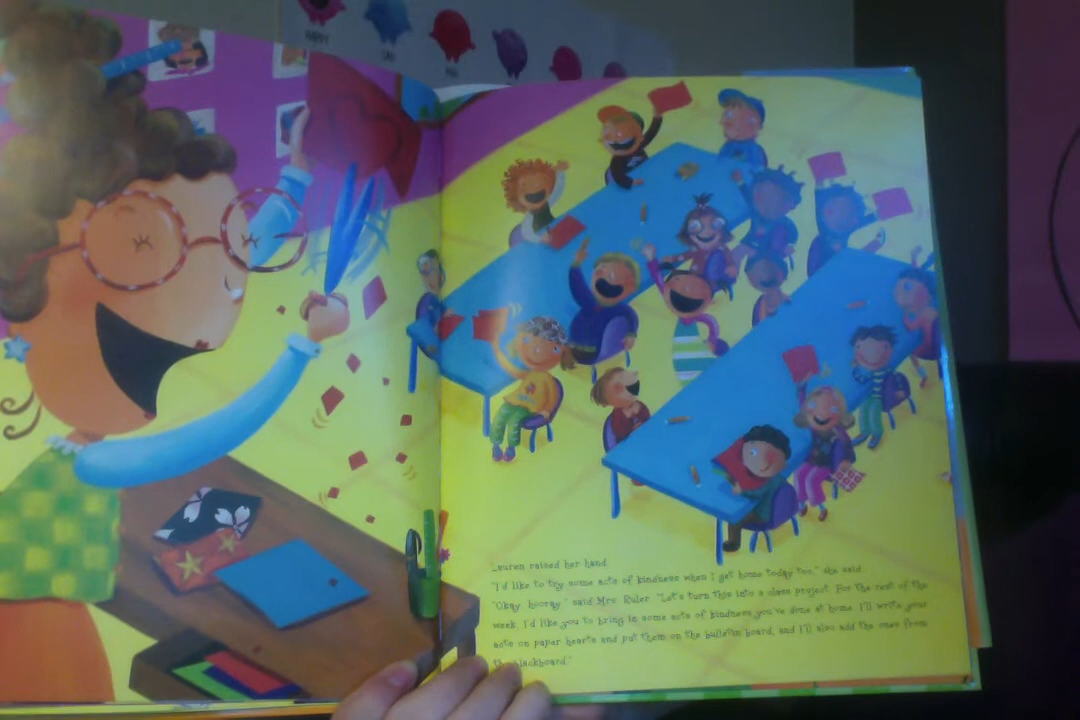 HAPPY
SAD
Lauren raised her hand.
"I'd like to try some acts of kindness when I get home today too," she said.
"Okay, hooray," said Mrs. Ruler. "Let's turn this into a class project. For the rest of the
week, I'd like you to bring in some acts of kindness you've done at home. I'll write your
acts on paper hearts and put them on the bulletin board, and I'll also add the ones from
the blackboard."